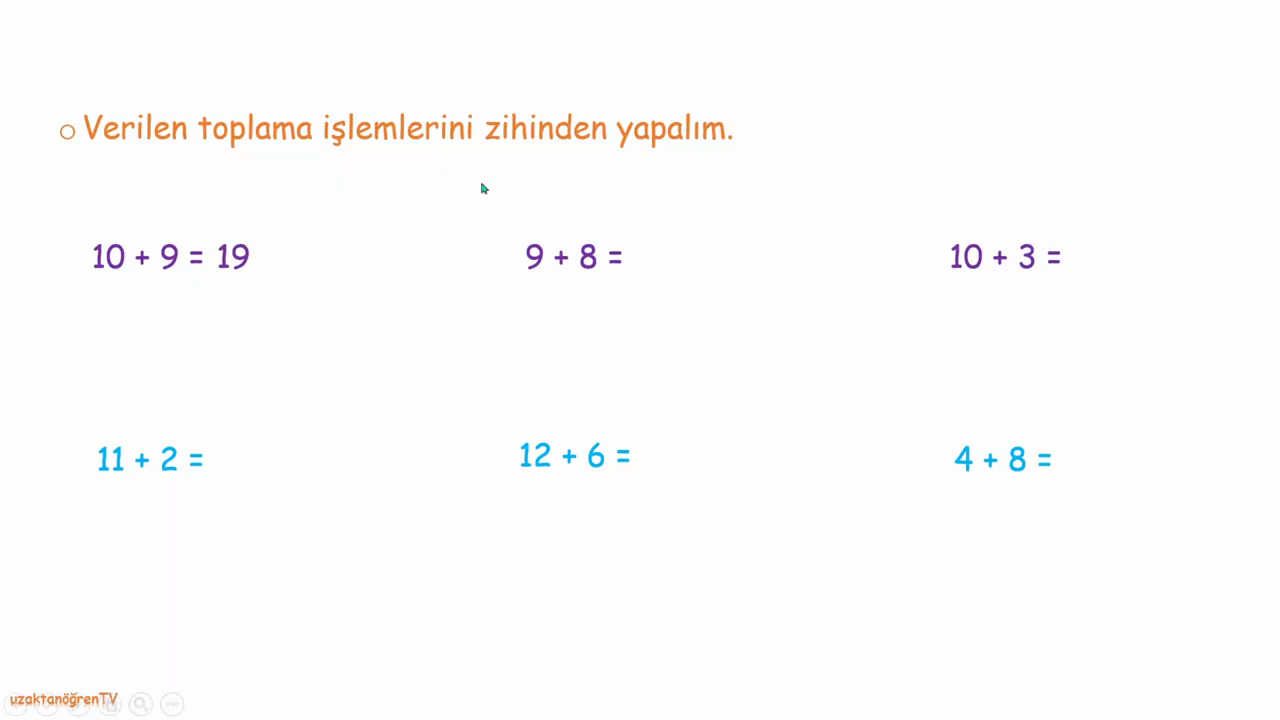 ○ Verilen toplama işlemlerini zihinden yapalım.
10 + 9 = 19
9 + 8 =
10 + 3 =
11 + 2 =
12 + 6 =
4 + 8 =
uzaktanöğrenTV